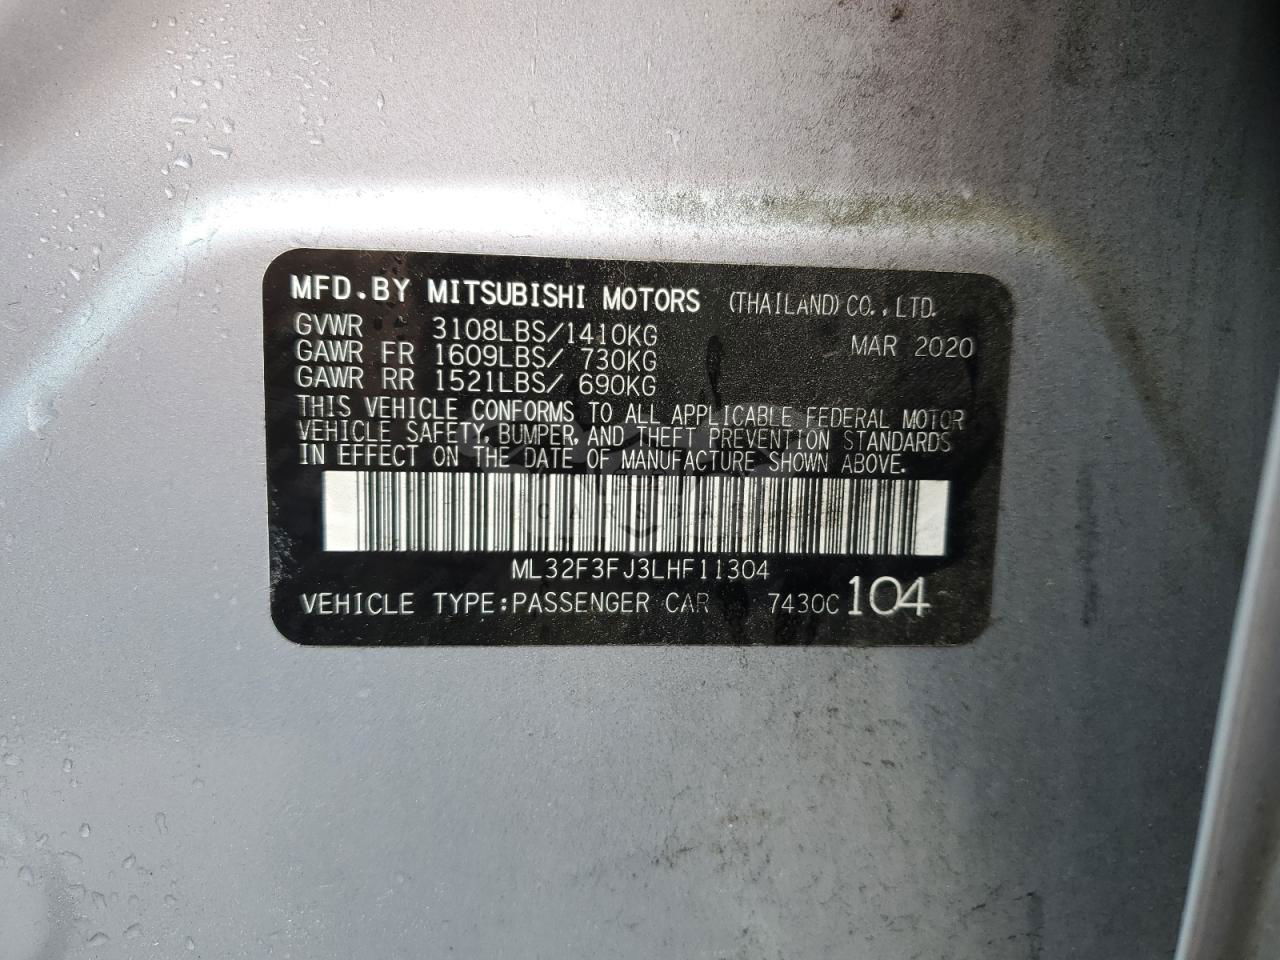 MFD.BY MITSUBISHI MOTORS (THAILAND) CO., LTD.
GVWR 3108LBS/1410KG MAR 2020
GAWR FR 1609LBS/ 730KG
GAWR RR 1521LBS/ 690KG
THIS VEHICLE CONFORMS TO ALL APPLICABLE FEDERAL MOTOR
VEHICLE SAFETY, BUMPER, AND THEFT PREVENTION STANDARDS
IN EFFECT ON THE DATE OF MANUFACTURE SHOWN ABOVE.
ML32F3FJ3LHF11304
VEHICLE TYPE:PASSENGER CAR 7430C 104